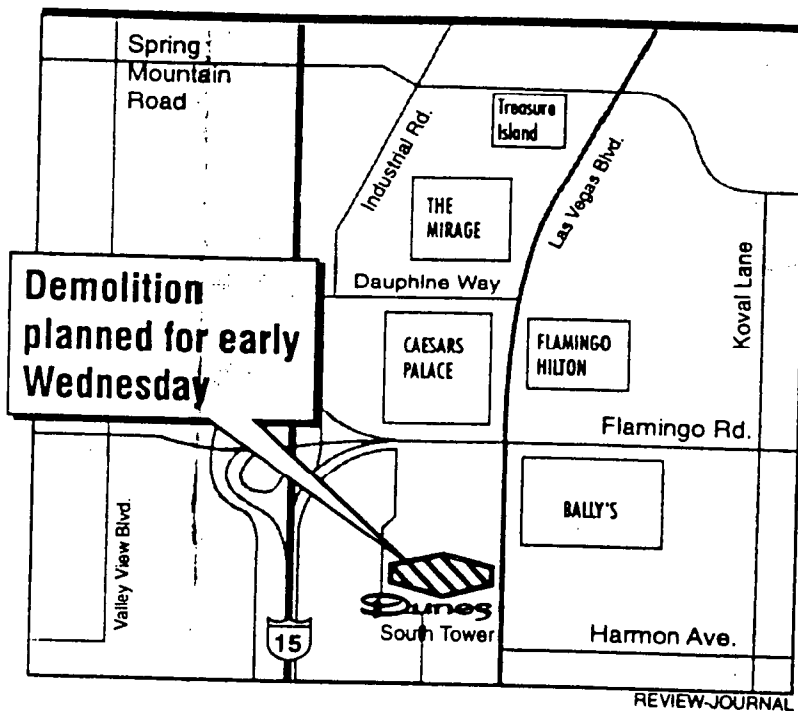 Spring
Mountain
Road
Industrial Rd.
Treasure
Island
Las Vegas Blvd.
THE
MIRAGE
Koval Lane
Dauphine Way
Demolition
planned for early
Wednesday
CAESARS
PALACE
FLAMINGO
HILTON
Flamingo Rd.
BALLY'S
Valley View Blvd.
Dunes
South Tower
15
Harmon Ave.
REVIEW-JOURNAL